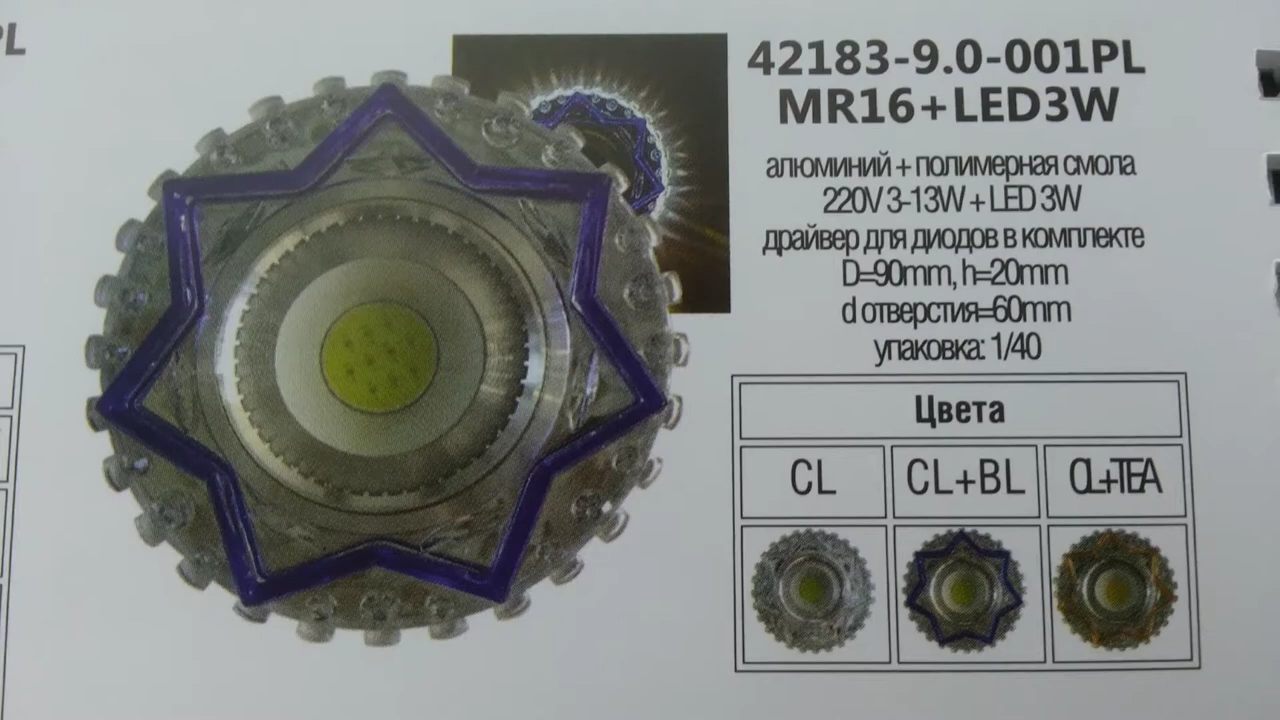 PL
42183-9.0-001PL
MR16+LED3W
алюминий + полимерная смола
220V 3-13W + LED 3W
драйвер для диодов в комплекте
D=90mm, h=20mm
d отверстия=60mm
упаковка: 1/40
Цвета
CL
CL+BL
CL+TEA